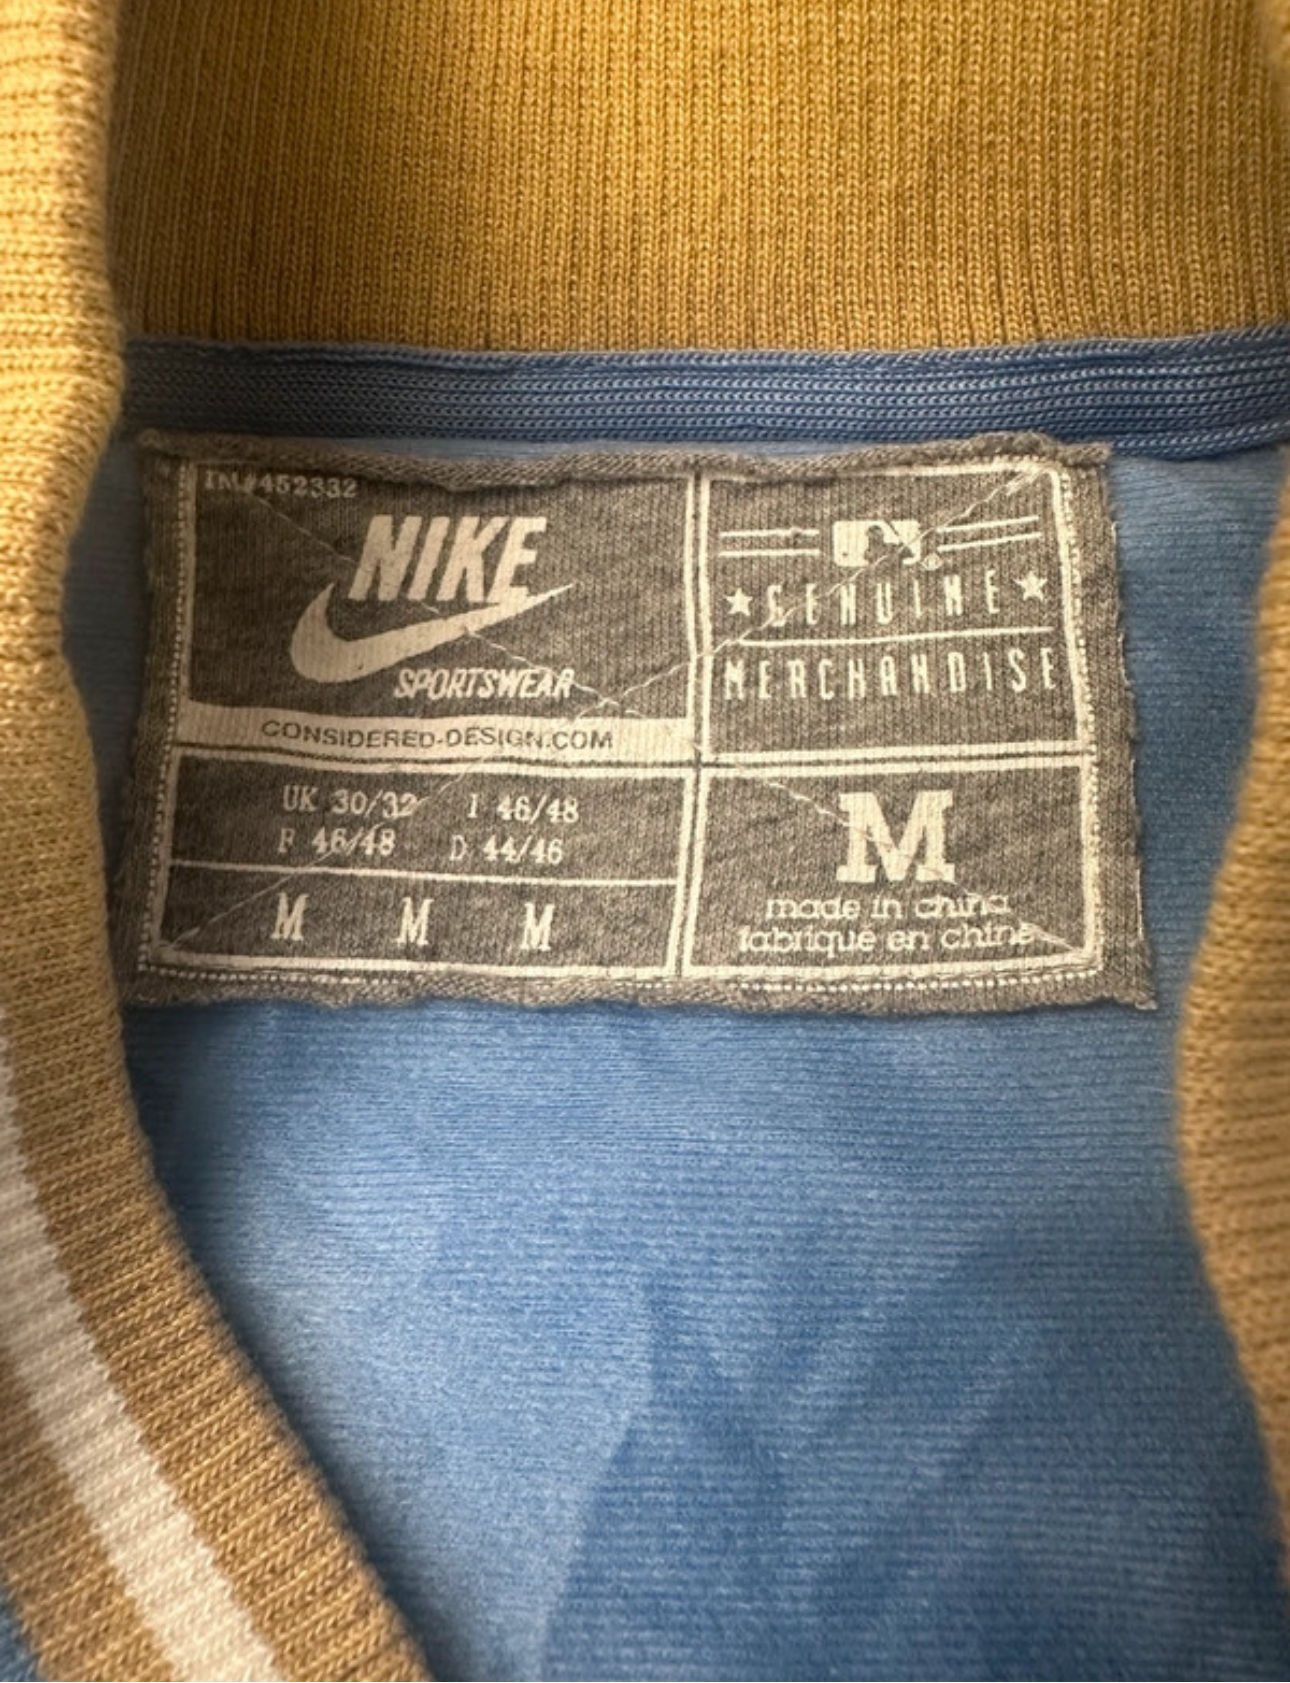 IN#452332
NIKE
SPORTSWEAR
CONSIDERED-DESIGN.COM
★ GENUINE ★
MERCHANDISE
UK 30/32 I 46/48
F 46/48 D 44/46
M M M
M
made in china
fabriqué en chine